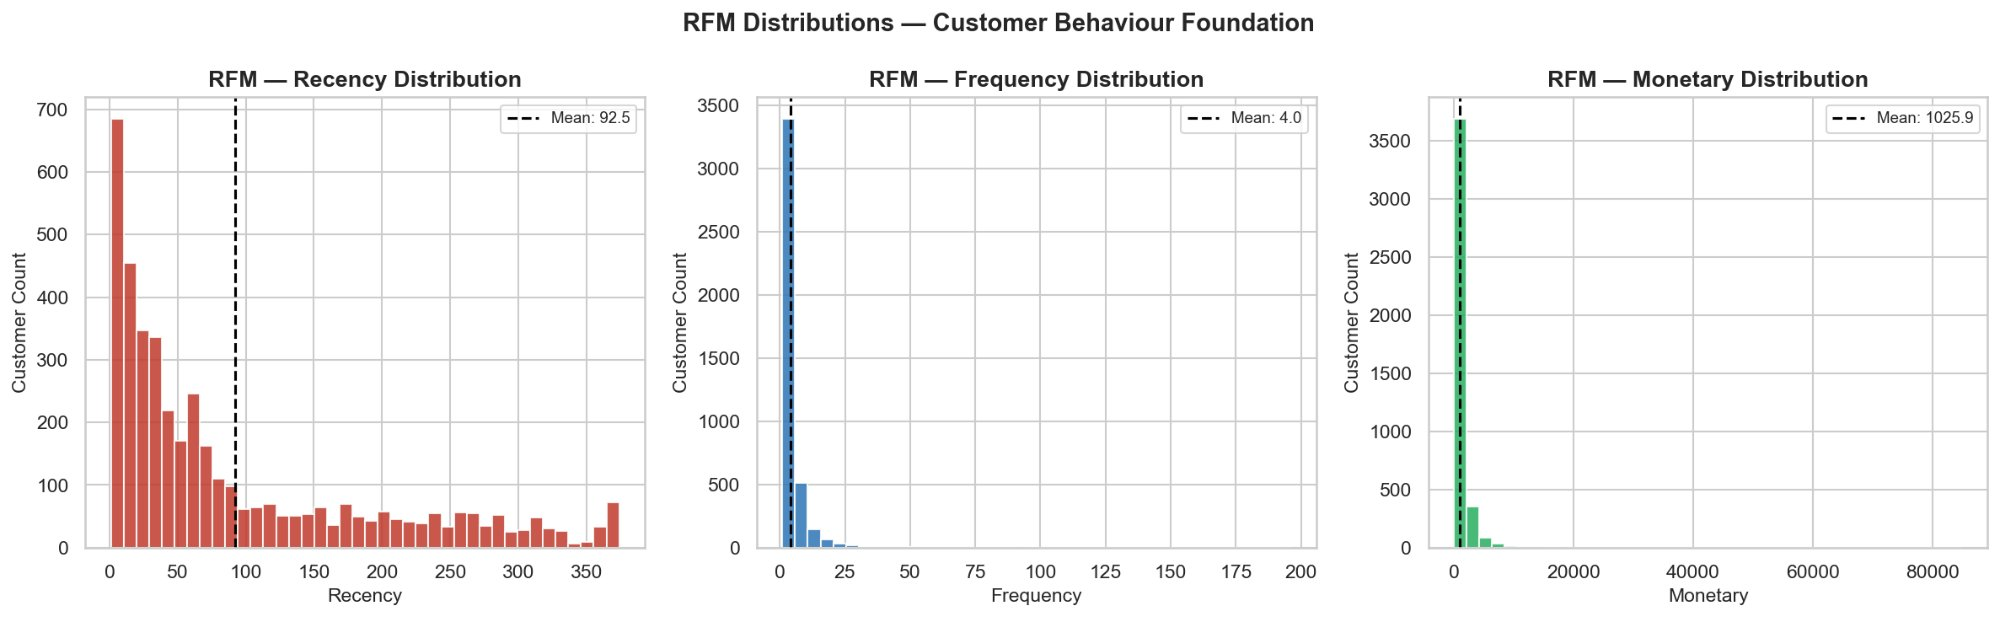 RFM Distributions — Customer Behaviour Foundation
RFM — Recency Distribution
Customer Count
700
600
500
400
300
200
100
0
Mean: 92.5
0 50 100 150 200 250 300 350
Recency
RFM — Frequency Distribution
Customer Count
3500
3000
2500
2000
1500
1000
500
0
Mean: 4.0
0 25 50 75 100 125 150 175 200
Frequency
RFM — Monetary Distribution
Customer Count
3500
3000
2500
2000
1500
1000
500
0
Mean: 1025.9
0 20000 40000 60000 80000
Monetary